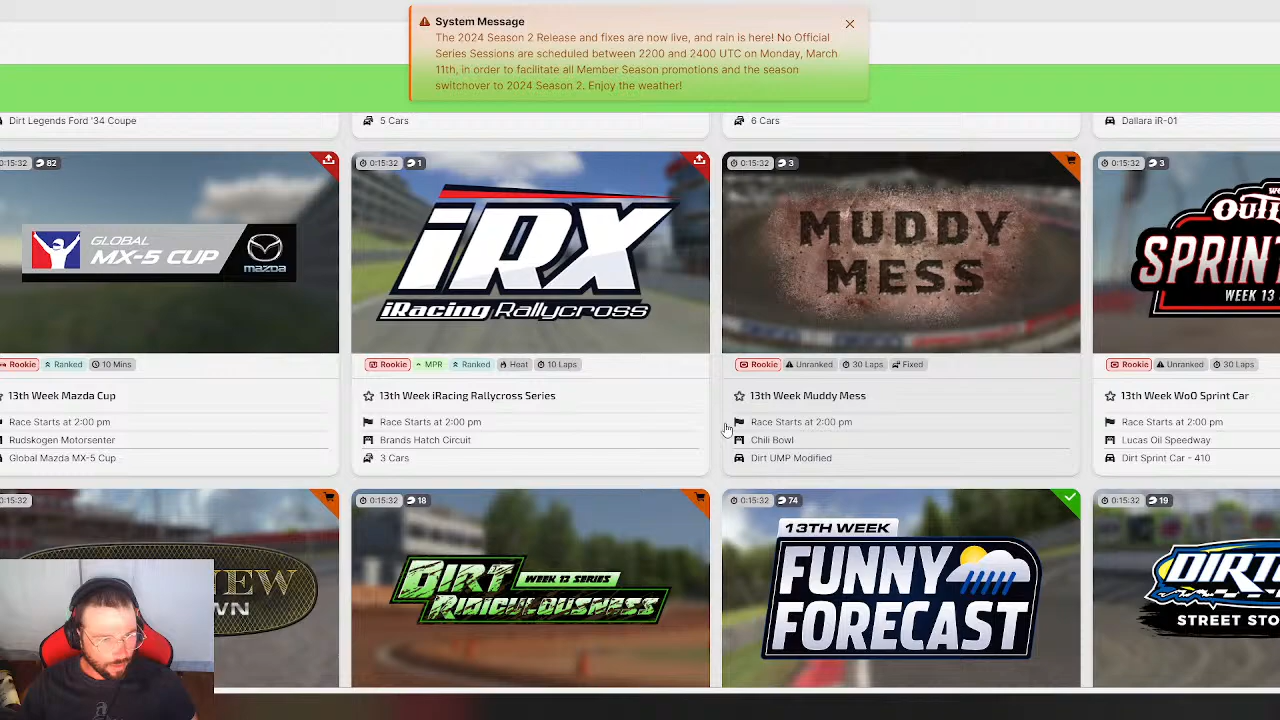 System Message
The 2024 Season 2 Release and fixes are now live, and rain is here! No Official
Series Sessions are scheduled between 2200 and 2400 UTC on Monday, March
11th, in order to facilitate all Member Season promotions and the season
switchover to 2024 Season 2. Enjoy the weather!
Dirt Legends Ford '34 Coupe
5 Cars
6 Cars
Dallara iR-01
0:15:32 82
GLOBAL
MX-5 CUP
mazda
Rookie Ranked 10 Mins
13th Week Mazda Cup
Race Starts at 2:00 pm
Rudskogen Motorsenter
Global Mazda MX-5 Cup
0:15:32 1
iRX
iRacing Rallycross
Rookie MPR Ranked Heat 10 Laps
13th Week iRacing Rallycross Series
Race Starts at 2:00 pm
Brands Hatch Circuit
3 Cars
0:15:32 3
MUDDY
MESS
Rookie Unranked 30 Laps Fixed
13th Week Muddy Mess
Race Starts at 2:00 pm
Chili Bowl
Dirt UMP Modified
0:15:32 3
SPRIN
WEEK 13
Rookie Unranked 30 Laps
13th Week WoO Sprint Car
Race Starts at 2:00 pm
Lucas Oil Speedway
Dirt Sprint Car - 410
0:15:32
0:15:32 18
DIRT WEEK 13 SERIES
RIDICULOUSNESS
0:15:32 74
13TH WEEK
FUNNY
FORECAST
0:15:32 19
DIRT
STREET STO